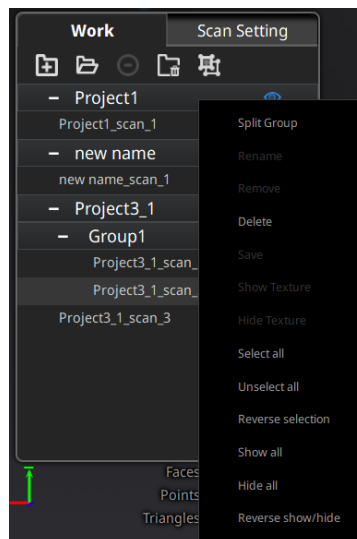 Work
Scan Setting
Project1
Project1_scan_1
new name
new name_scan_1
Project3_1
Group1
Project3_1_scan_
Project3_1_scan_
Project3_1_scan_3
Split Group
Rename
Remove
Delete
Save
Show Texture
Hide Texture
Select all
Unselect all
Reverse selection
Show all
Hide all
Reverse show/hide
Faces
Points
Triangles